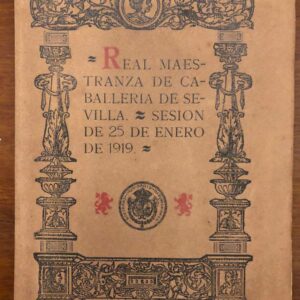 ≈ REAL MAES-
TRANZA DE CA-
BALLERIA DE SE-
VILLA. ≈ SESION
DE 25 DE ENERO
DE 1919. ≈